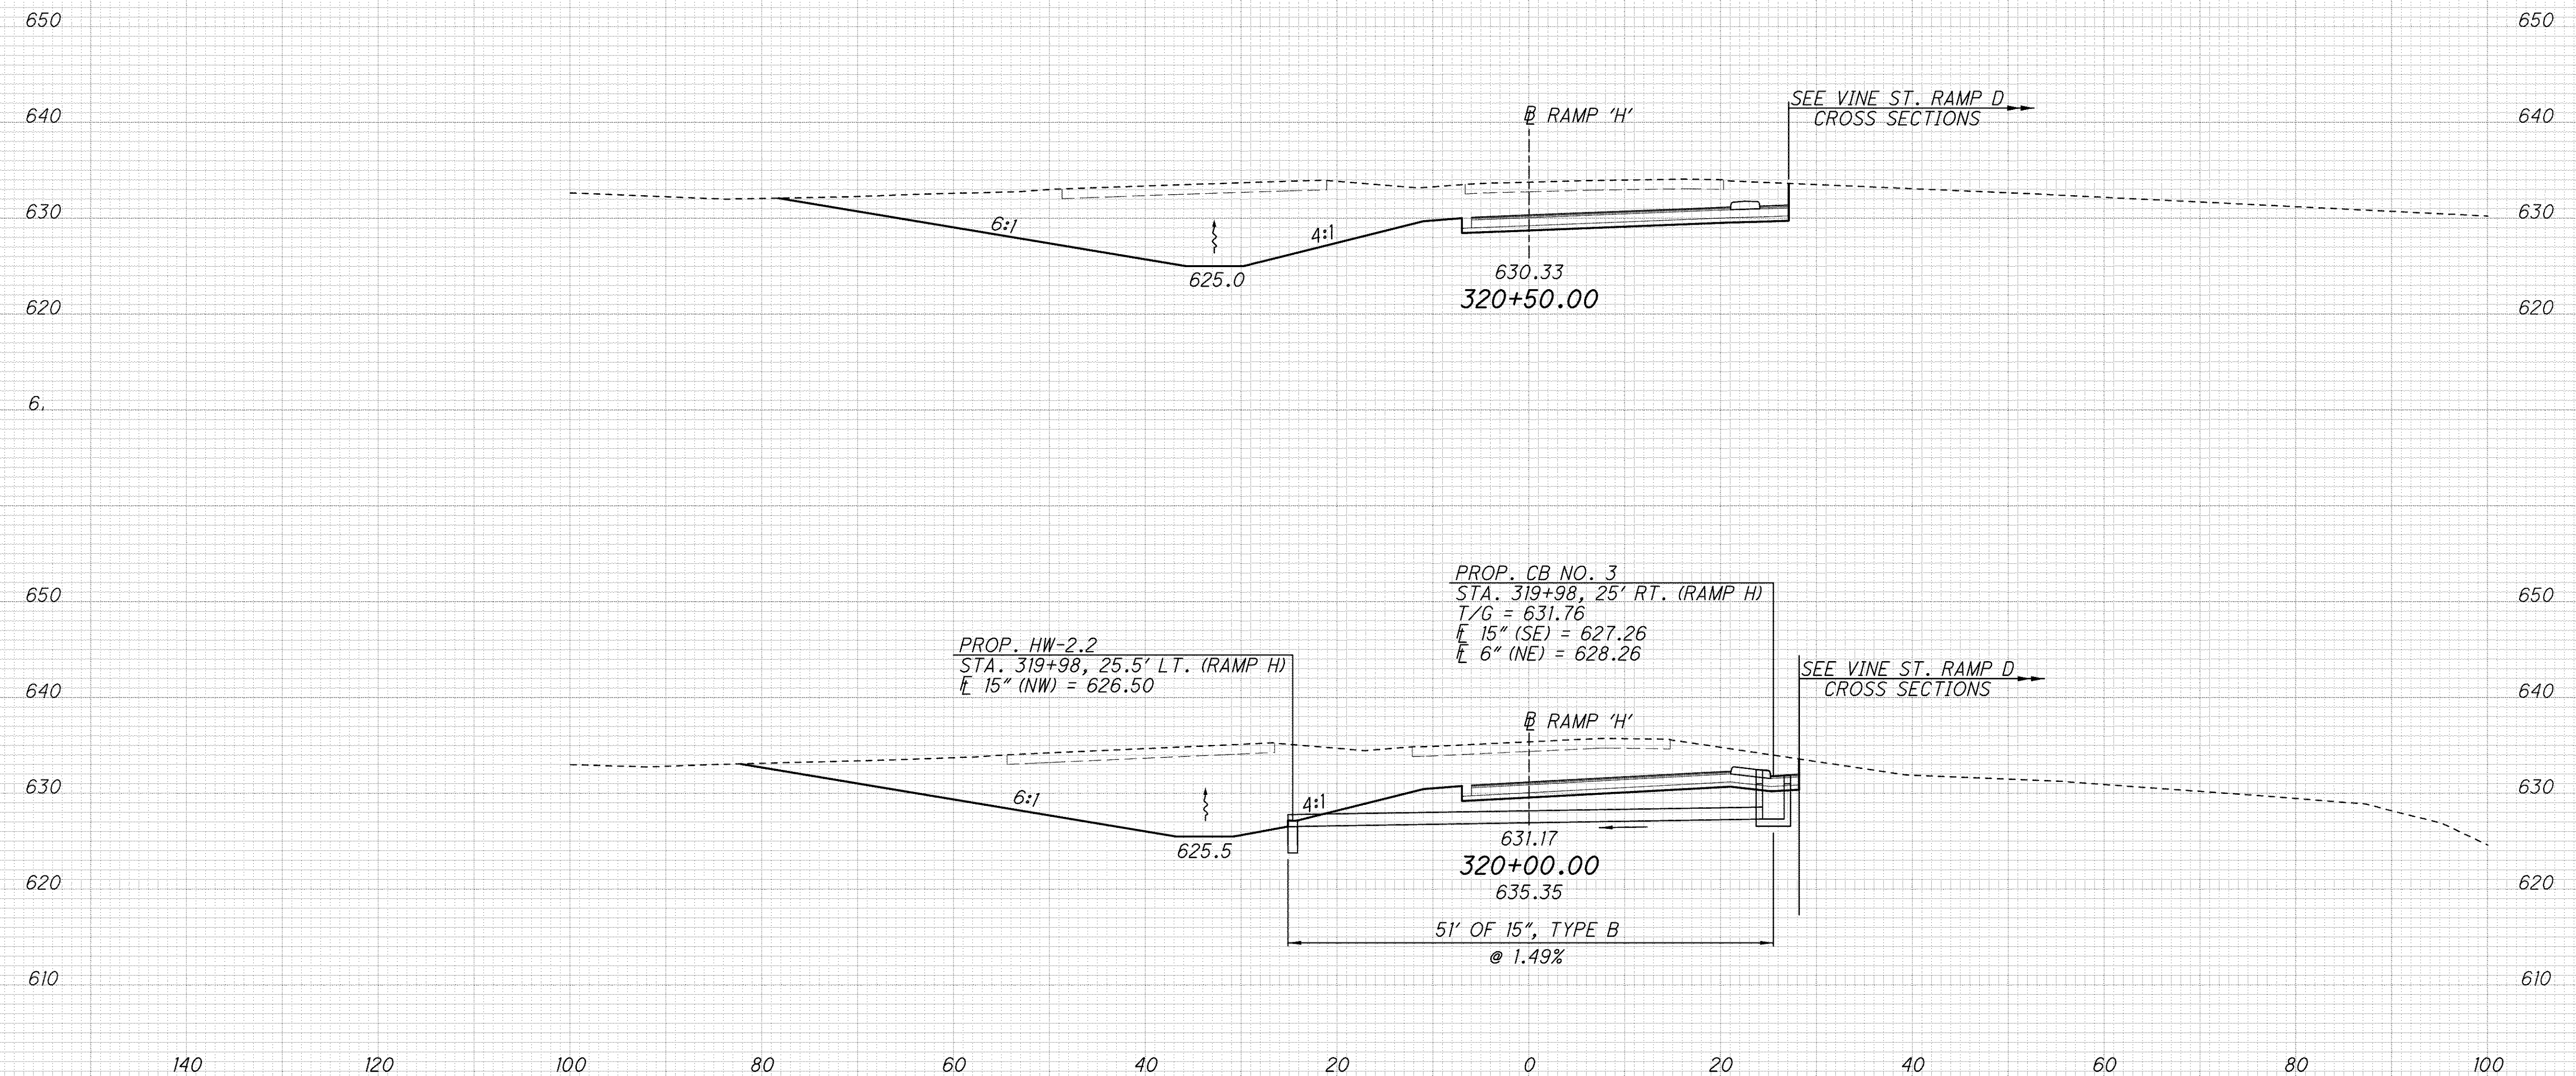 650 650
SEE VINE ST. RAMP D
CROSS SECTIONS
640 640
℄ RAMP 'H'
630 630
6:1
4:1
625.0
630.33
320+50.00
620 620
6,
PROP. CB NO. 3
STA. 319+98, 25' RT. (RAMP H)
T/G = 631.76
15" (SE) = 627.26
6" (NE) = 628.26
650 650
PROP. HW-2.2
STA. 319+98, 25.5' LT. (RAMP H)
15" (NW) = 626.50
SEE VINE ST. RAMP D
CROSS SECTIONS
640 640
℄ RAMP 'H'
630 630
6:1
4:1
625.5
631.17
320+00.00
635.35
620 620
51' OF 15", TYPE B
@ 1.49%
610 610
140 120 100 80 60 40 20 0 20 40 60 80 100